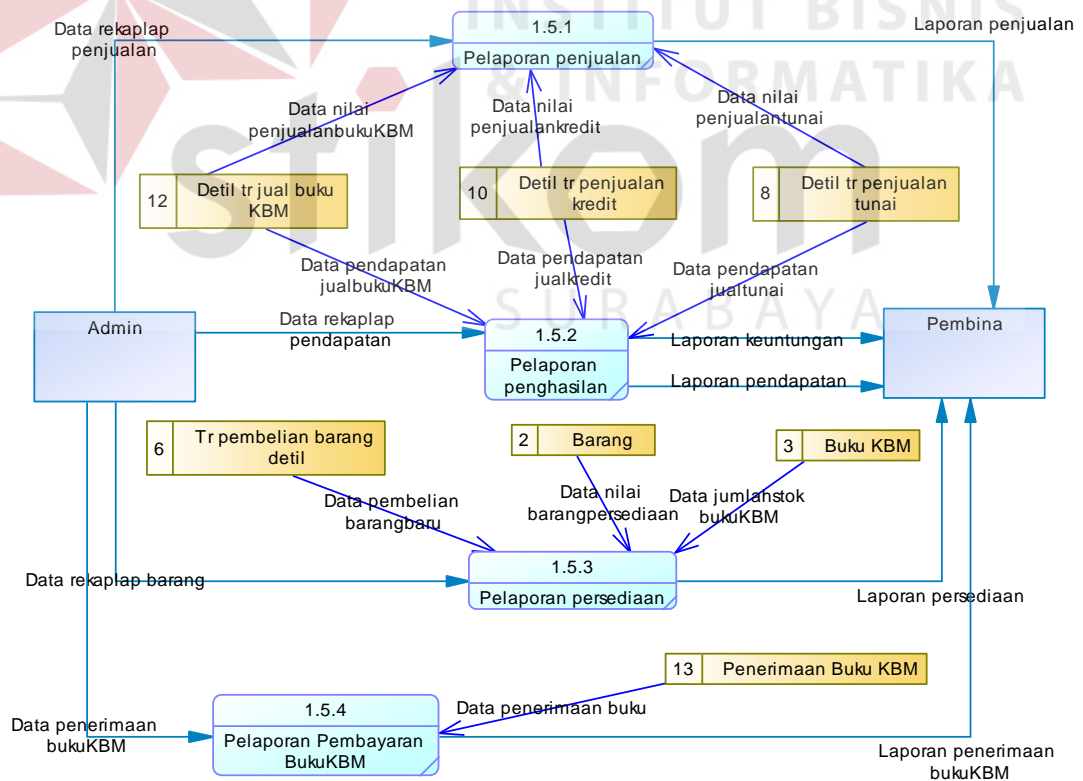 INSTITUT BISNIS
& INFORMATIKA
stikom
SURABAYA
Data rekaplap
penjualan
1.5.1
Pelaporan penjualan
Laporan penjualan
Data nilai
penjualanbukuKBM
Data nilai
penjualankredit
Data nilai
penjualantunai
12
Detil tr jual buku
KBM
10
Detil tr penjualan
kredit
8
Detil tr penjualan
tunai
Data pendapatan
jualbukuKBM
Data pendapatan
jualkredit
Data pendapatan
jualtunai
Admin
Data rekaplap
pendapatan
1.5.2
Pelaporan
penghasilan
Laporan keuntungan
Laporan pendapatan
Pembina
6
Tr pembelian barang
detil
2
Barang
3
Buku KBM
Data pembelian
barangbaru
Data nilai
barangpersediaan
Data jumlahstok
bukuKBM
Data rekaplap barang
1.5.3
Pelaporan persediaan
Laporan persediaan
13
Penerimaan Buku KBM
Data penerimaan
bukuKBM
1.5.4
Pelaporan Pembayaran
BukuKBM
Data penerimaan buku
Laporan penerimaan
bukuKBM